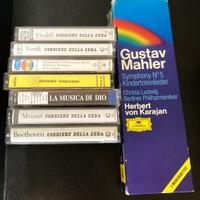 Vivaldi CORRIERE DELLA SERA
Verdi CORRIERE DELLA SERA
LA MUSICA DI DIO
Mozart CORRIERE DELLA SERA
Beethoven CORRIERE DELLA SERA
Gustav
Mahler
Symphony Nº 5
Kindertotenlieder
Christa Ludwig
Berliner Philharmoniker
Herbert
von Karajan